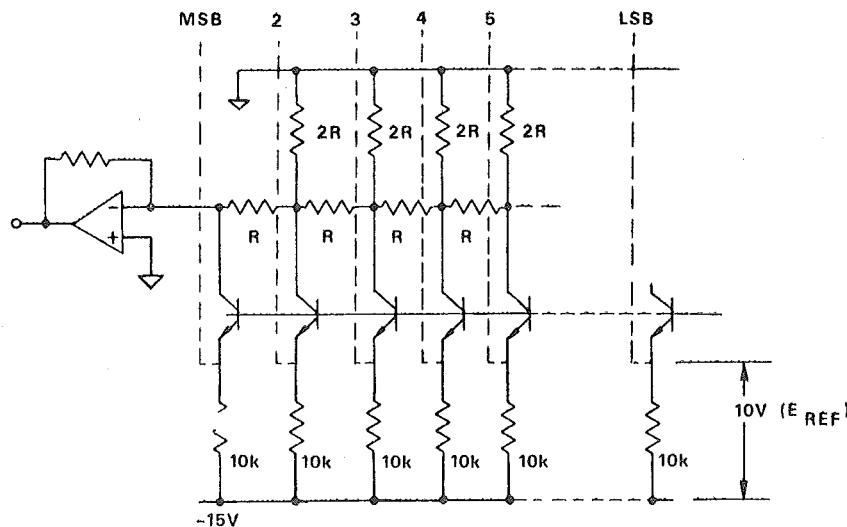 MSB 2 3 4 5 LSB
2R 2R 2R 2R
R R R R
- +
10V (E REF)
10k 10k 10k 10k 10k 10k
-15V